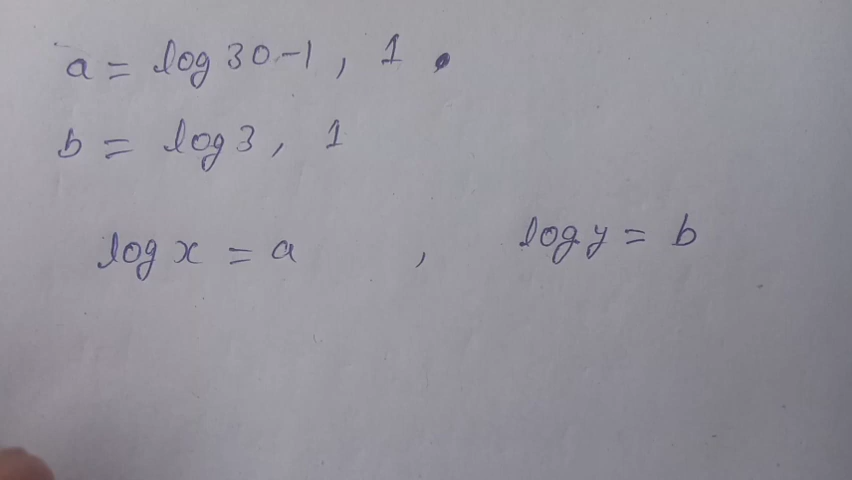 a = log 30-1, 1 .
b = log 3, 1
log x = a , log y = b